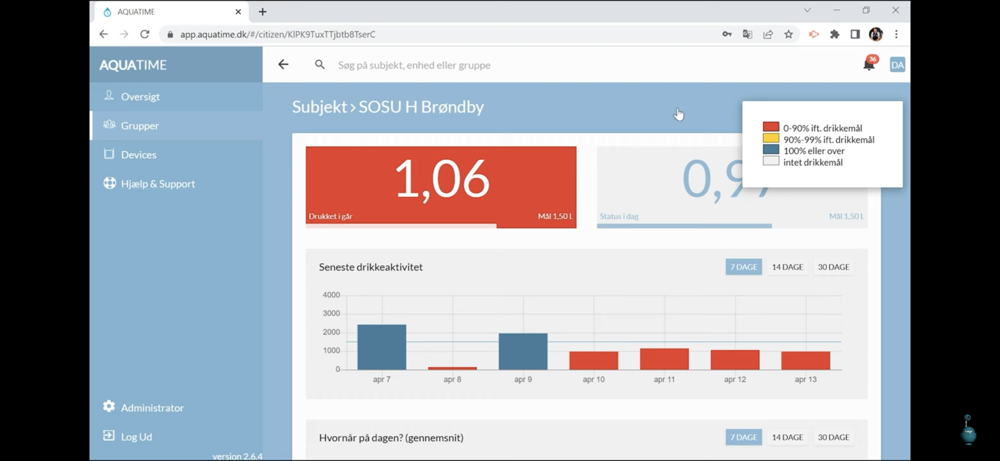 AQUATIME
app.aquatime.dk/#/citizen/KlPK9TuxTTjbtb8TserC
AQUATIME
Søg på subjekt, enhed eller gruppe
36
DA
Oversigt
Grupper
Devices
Hjælp & Support
Administrator
Log Ud
version 2.6.4
Subjekt > SOSU H Brøndby
0-90% ift. drikkemål
90%-99% ift. drikkemål
100% eller over
intet drikkemål
1,06
Drukket i går
Mål 1,50 L
Status i dag
Mål 1,50 L
Seneste drikkeaktivitet
7 DAGE
14 DAGE
30 DAGE
4000
3000
2000
1000
0
apr 7
apr 8
apr 9
apr 10
apr 11
apr 12
apr 13
Hvornår på dagen? (gennemsnit)
7 DAGE
14 DAGE
30 DAGE